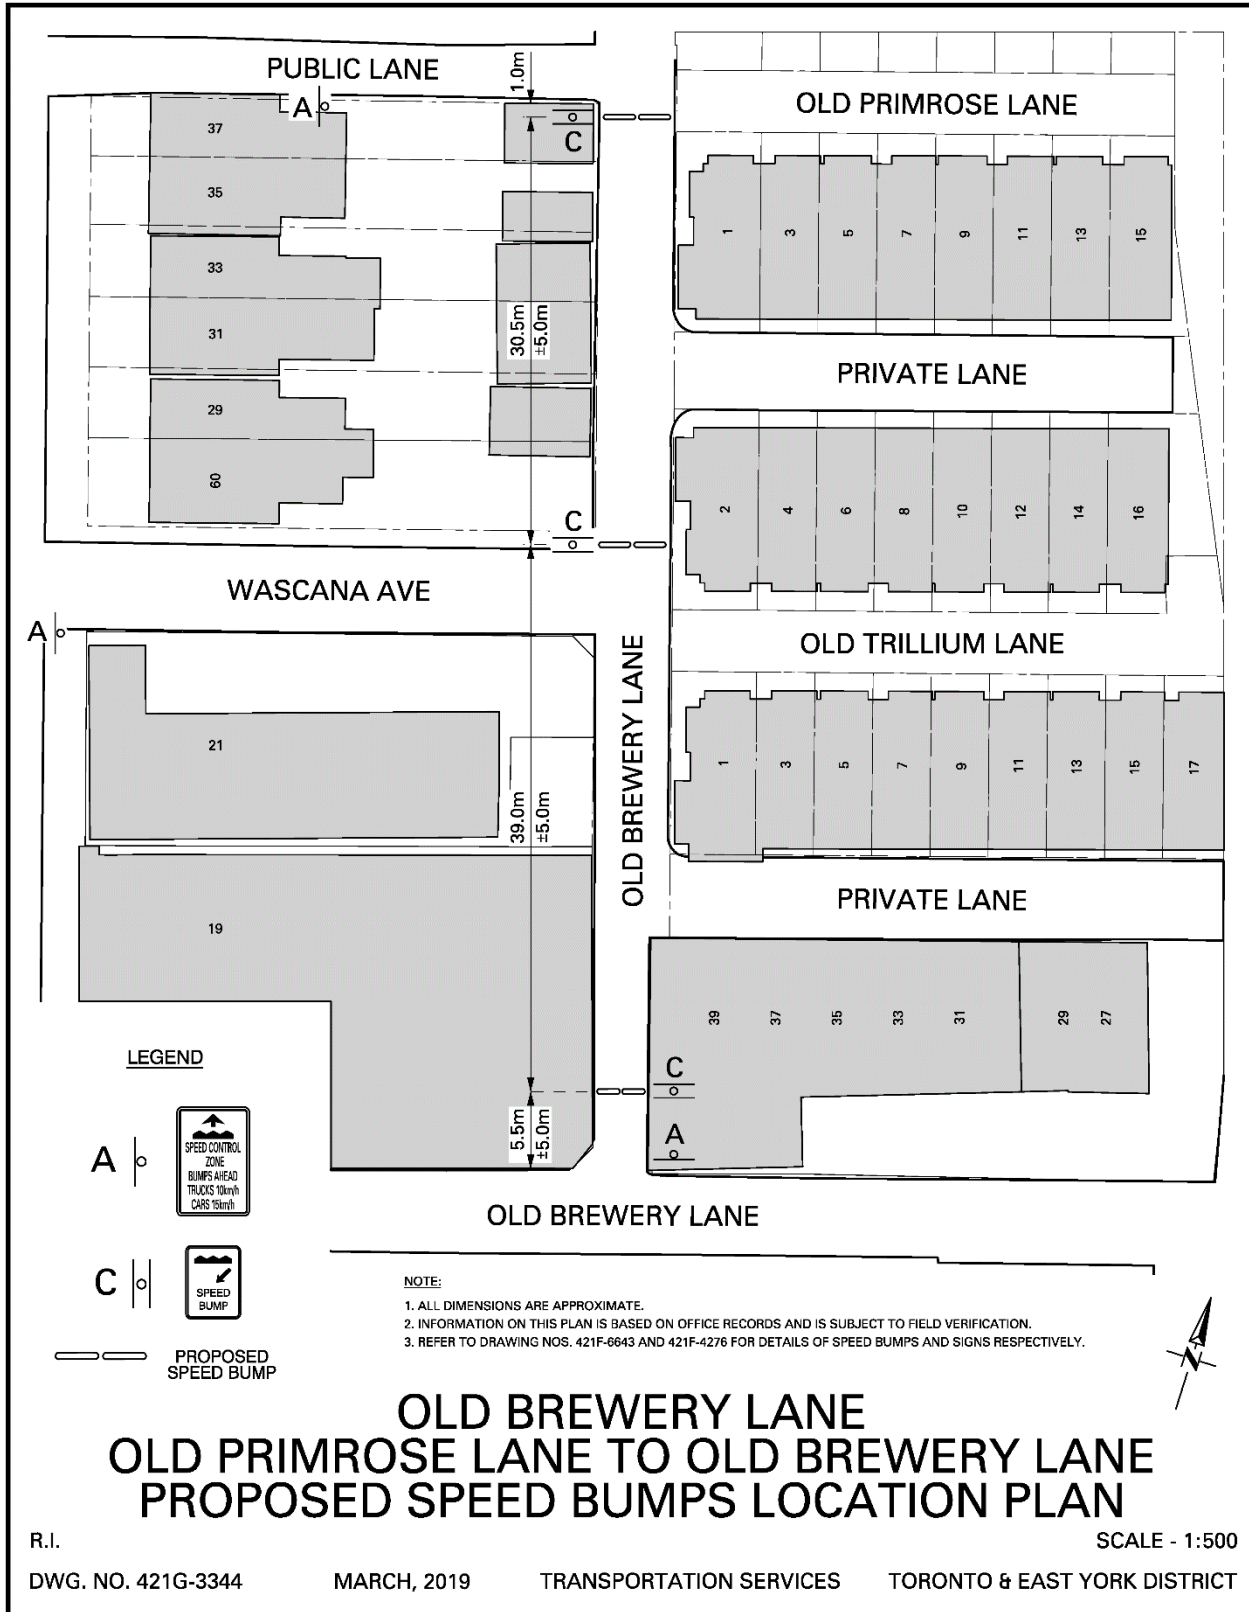 PUBLIC LANE
1.0m
A
OLD PRIMROSE LANE
C
37
35
33
31
29
60
1
3
5
7
9
11
13
15
30.5m
±5.0m
PRIVATE LANE
2
4
6
8
10
12
14
16
C
WASCANA AVE
A
OLD TRILLIUM LANE
OLD BREWERY LANE
21
1
3
5
7
9
11
13
15
17
39.0m
±5.0m
PRIVATE LANE
19
39
37
35
33
31
29
27
C
A
5.5m
±5.0m
OLD BREWERY LANE
LEGEND
A
SPEED CONTROL
ZONE
BUMPS AHEAD
TRUCKS 10km/h
CARS 15km/h
C
SPEED
BUMP
PROPOSED
SPEED BUMP
NOTE:
1. ALL DIMENSIONS ARE APPROXIMATE.
2. INFORMATION ON THIS PLAN IS BASED ON OFFICE RECORDS AND IS SUBJECT TO FIELD VERIFICATION.
3. REFER TO DRAWING NOS. 421F-6643 AND 421F-4276 FOR DETAILS OF SPEED BUMPS AND SIGNS RESPECTIVELY.
N
OLD BREWERY LANE
OLD PRIMROSE LANE TO OLD BREWERY LANE
PROPOSED SPEED BUMPS LOCATION PLAN
R.I.
SCALE - 1:500
DWG. NO. 421G-3344 MARCH, 2019 TRANSPORTATION SERVICES TORONTO & EAST YORK DISTRICT